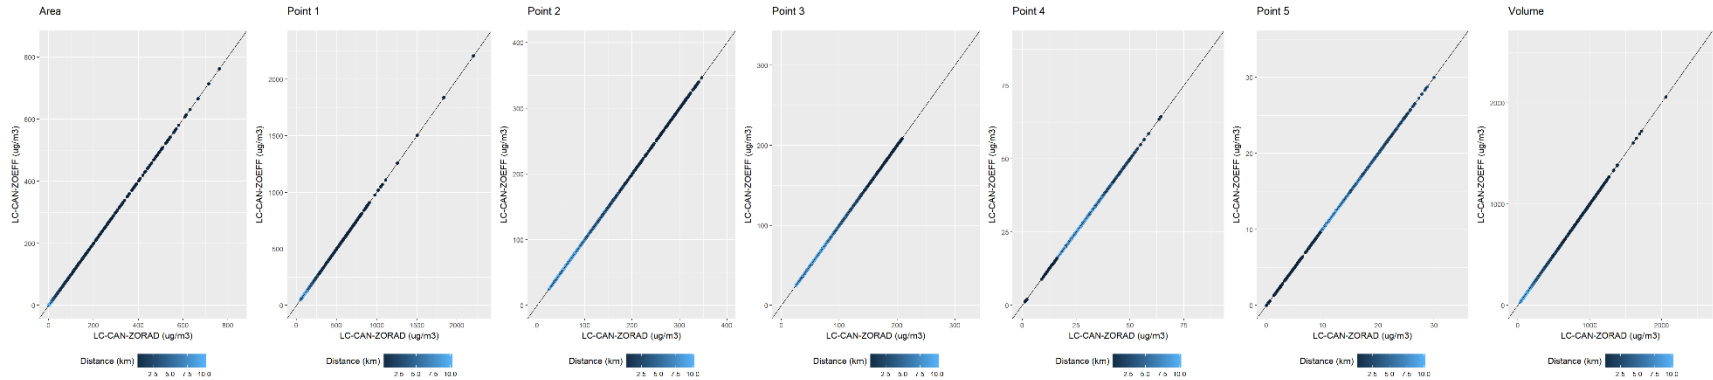 Area
LC-CAN-ZOEFF (ug/m3)
800
600
400
200
0
0 200 400 600 800
LC-CAN-ZORAD (ug/m3)
Distance (km)
2.5 5.0 7.5 10.0
Point 1
LC-CAN-ZOEFF (ug/m3)
2000
1500
1000
500
0
0 500 1000 1500 2000
LC-CAN-ZORAD (ug/m3)
Distance (km)
2.5 5.0 7.5 10.0
Point 2
LC-CAN-ZOEFF (ug/m3)
400
300
200
100
0
0 100 200 300 400
LC-CAN-ZORAD (ug/m3)
Distance (km)
2.5 5.0 7.5 10.0
Point 3
LC-CAN-ZOEFF (ug/m3)
300
200
100
0
0 100 200 300
LC-CAN-ZORAD (ug/m3)
Distance (km)
2.5 5.0 7.5 10.0
Point 4
LC-CAN-ZOEFF (ug/m3)
75
50
25
0
0 25 50 75
LC-CAN-ZORAD (ug/m3)
Distance (km)
2.5 5.0 7.5 10.0
Point 5
LC-CAN-ZOEFF (ug/m3)
30
20
10
0
0 10 20 30
LC-CAN-ZORAD (ug/m3)
Distance (km)
2.5 5.0 7.5 10.0
Volume
LC-CAN-ZOEFF (ug/m3)
2000
1000
0
0 1000 2000
LC-CAN-ZORAD (ug/m3)
Distance (km)
2.5 5.0 7.5 10.0